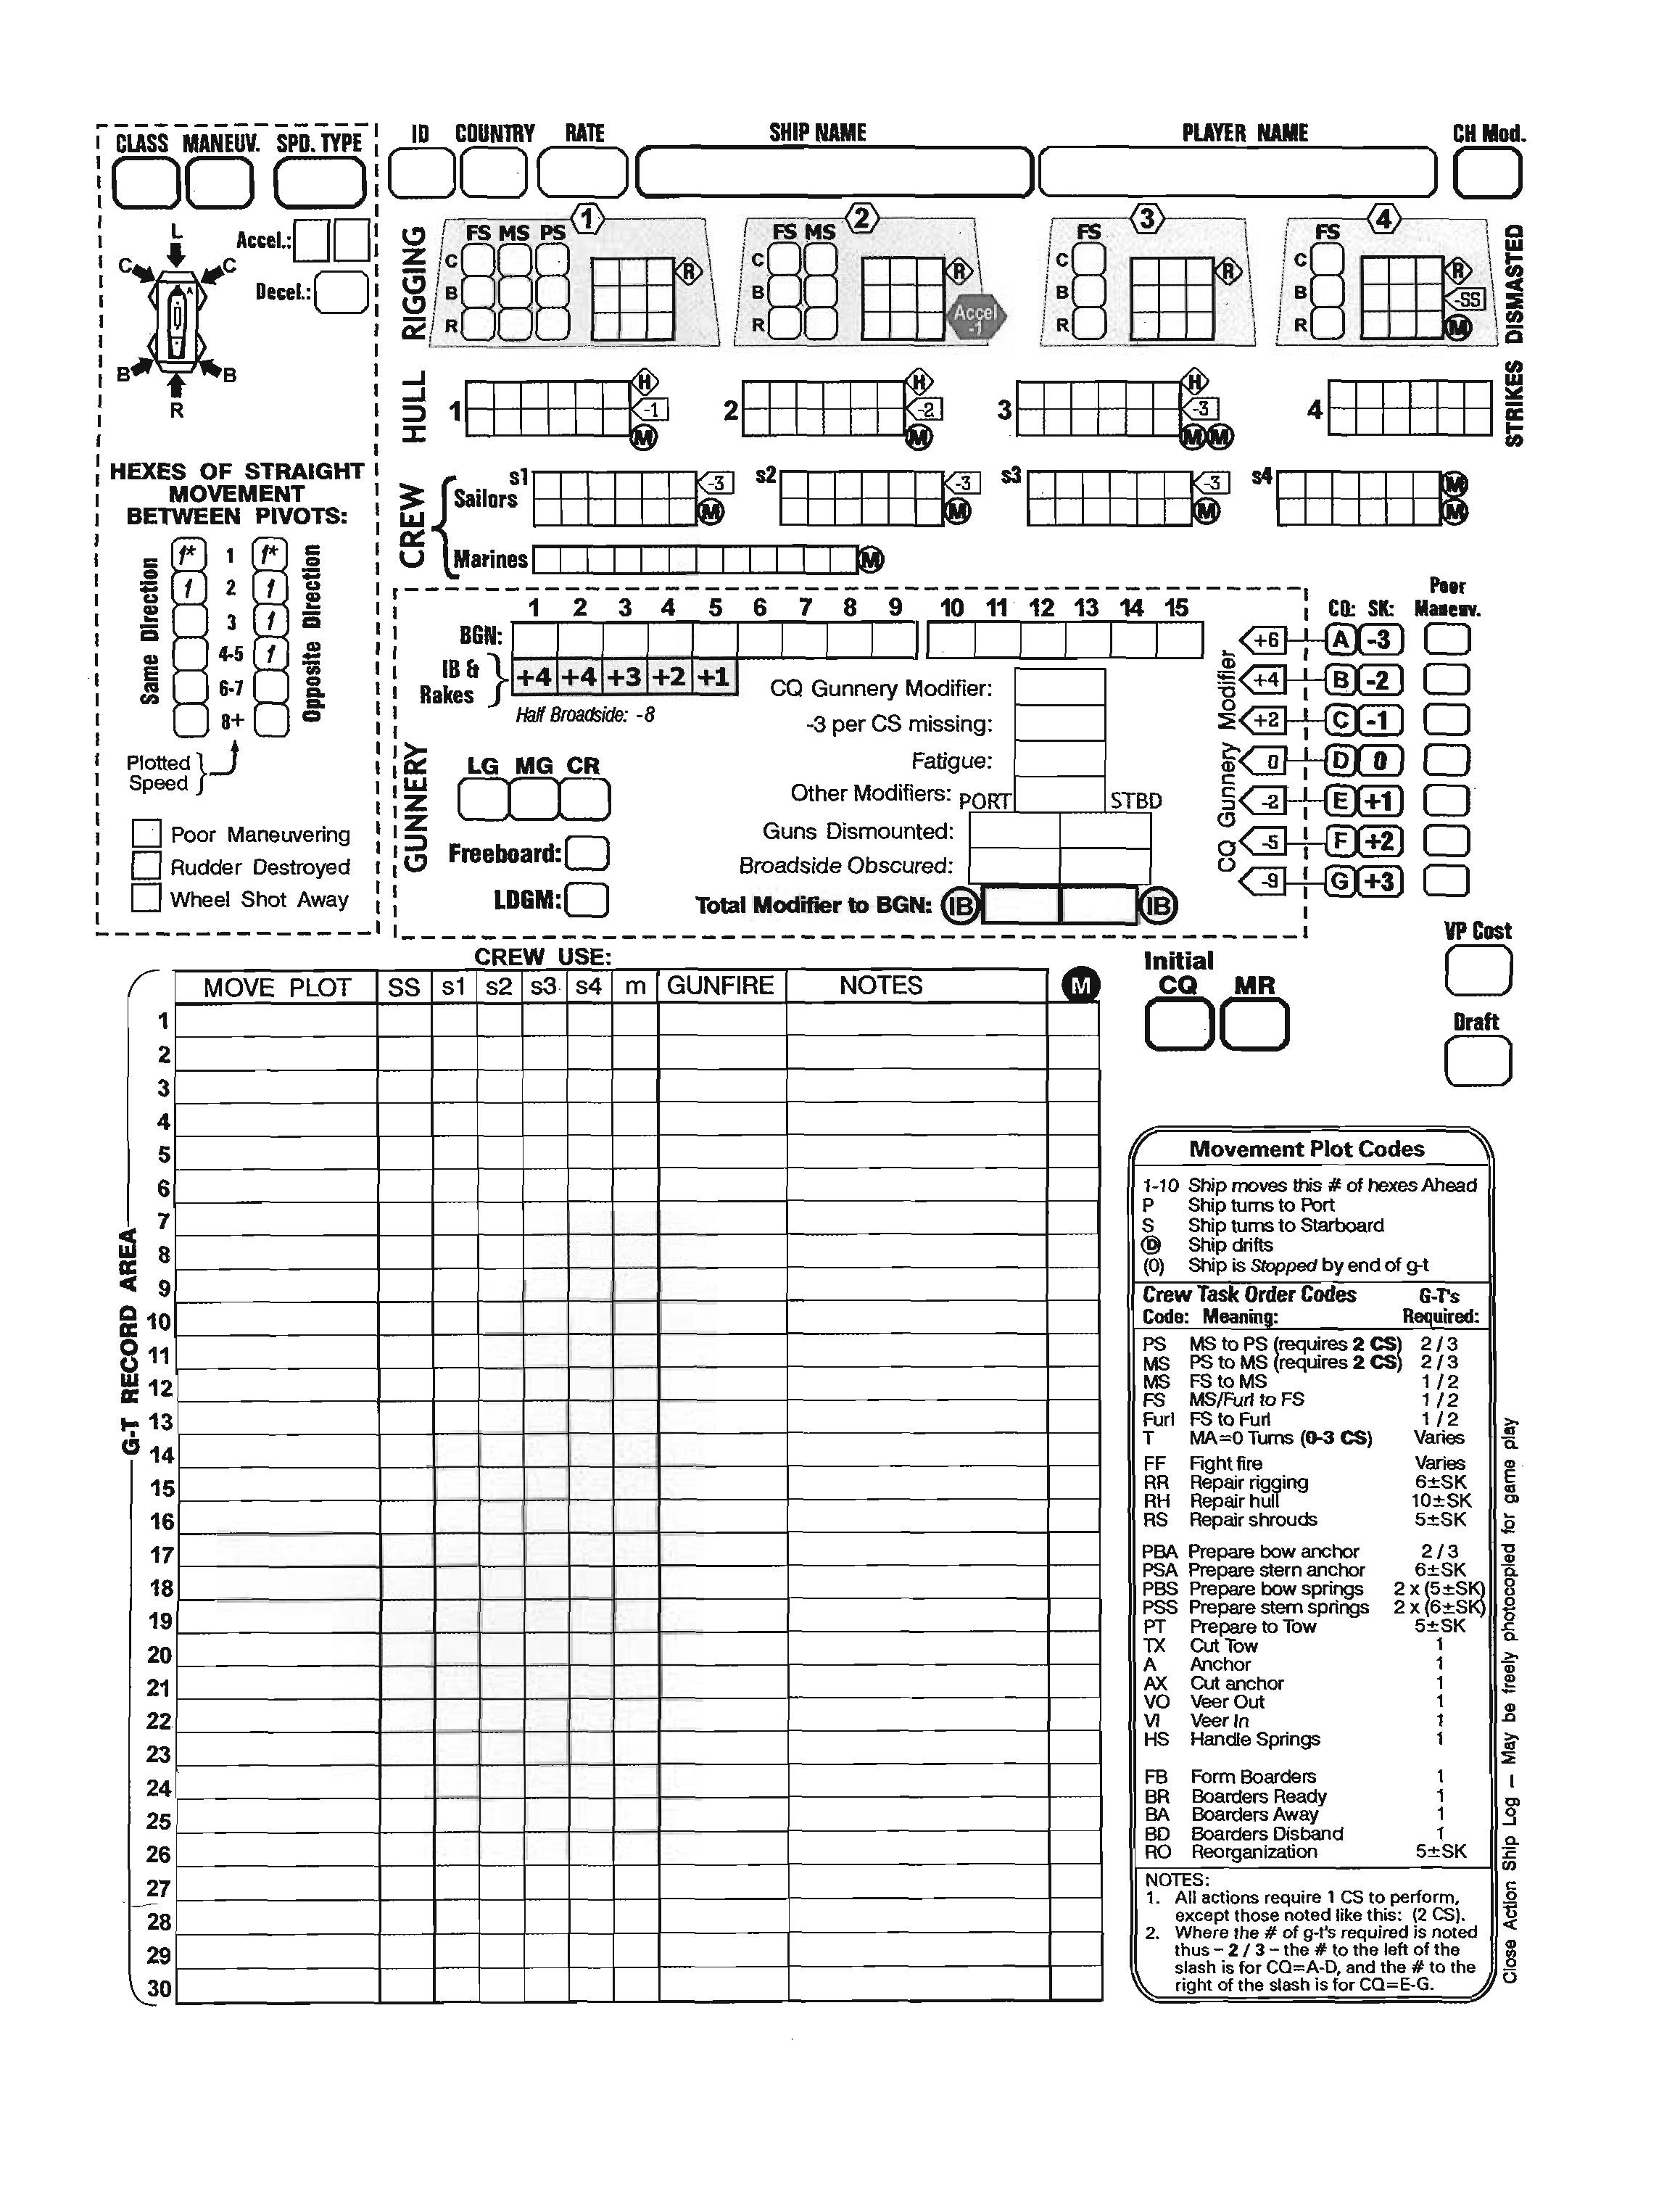 CLASS MANEUV. SPD. TYPE
ID COUNTRY RATE SHIP NAME PLAYER NAME CH Mod.
L
C C
A
B B
R
Accel.:
Decel.:
RIGGING
1
FS MS PS
C
B
R
R
2
FS MS
C
B
R
R
Accel
-1
3
FS
C
B
R
R
4
FS
C
B
R
R
-SS
M
DISMASTED
HULL
1 H -1 M
2 H -2 M
3 H -3 M M
4
STRIKES
CREW
Sailors
s1 -3 M
s2 -3 M
s3 -3 M
s4 M M
Marines M
HEXES OF STRAIGHT
MOVEMENT
BETWEEN PIVOTS:
Same Direction
Opposite Direction
1* 1 1*
1 2 1
3 1
4-5 1
6-7
8+
Plotted
Speed
Poor Maneuvering
Rudder Destroyed
Wheel Shot Away
GUNNERY
1 2 3 4 5 6 7 8 9 10 11 12 13 14 15
BGN:
IB &
Rakes
+4 +4 +3 +2 +1
Half Broadside: -8
LG MG CR
Freeboard:
LDGM:
CQ Gunnery Modifier:
-3 per CS missing:
Fatigue:
Other Modifiers: PORT STBD
Guns Dismounted:
Broadside Obscured:
Total Modifier to BGN: IB IB
CQ Gunnery Modifier
CQ: SK: Poor
Maneuv.
+6 A -3
+4 B -2
+2 C -1
0 D 0
-2 E +1
-5 F +2
-9 G +3
VP Cost
Draft
Initial
CQ MR
CREW USE:
MOVE PLOT SS s1 s2 s3 s4 m GUNFIRE NOTES M
G-T RECORD AREA
1
2
3
4
5
6
7
8
9
10
11
12
13
14
15
16
17
18
19
20
21
22
23
24
25
26
27
28
29
30
Movement Plot Codes
1-10 Ship moves this # of hexes Ahead
P Ship turns to Port
S Ship turns to Starboard
D Ship drifts
(0) Ship is Stopped by end of g-t
Crew Task Order Codes G-T's
Code: Meaning: Required:
PS MS to PS (requires 2 CS) 2 / 3
MS PS to MS (requires 2 CS) 2 / 3
MS FS to MS 1 / 2
FS MS/Furl to FS 1 / 2
Furl FS to Furl 1 / 2
T MA=0 Turns (0-3 CS) Varies
FF Fight fire Varies
RR Repair rigging 6±SK
RH Repair hull 10±SK
RS Repair shrouds 5±SK
PBA Prepare bow anchor 2 / 3
PSA Prepare stern anchor 6±SK
PBS Prepare bow springs 2 x (5±SK)
PSS Prepare stern springs 2 x (6±SK)
PT Prepare to Tow 5±SK
TX Cut Tow 1
A Anchor 1
AX Cut anchor 1
VO Veer Out 1
VI Veer In 1
HS Handle Springs 1
FB Form Boarders 1
BR Boarders Ready 1
BA Boarders Away 1
BD Boarders Disband 1
RO Reorganization 5±SK
NOTES:
1. All actions require 1 CS to perform,
except those noted like this: (2 CS).
2. Where the # of g-t's required is noted
thus – 2 / 3 – the # to the left of the
slash is for CQ=A-D, and the # to the
right of the slash is for CQ=E-G.
Close Action Ship Log – May be freely photocopied for game play